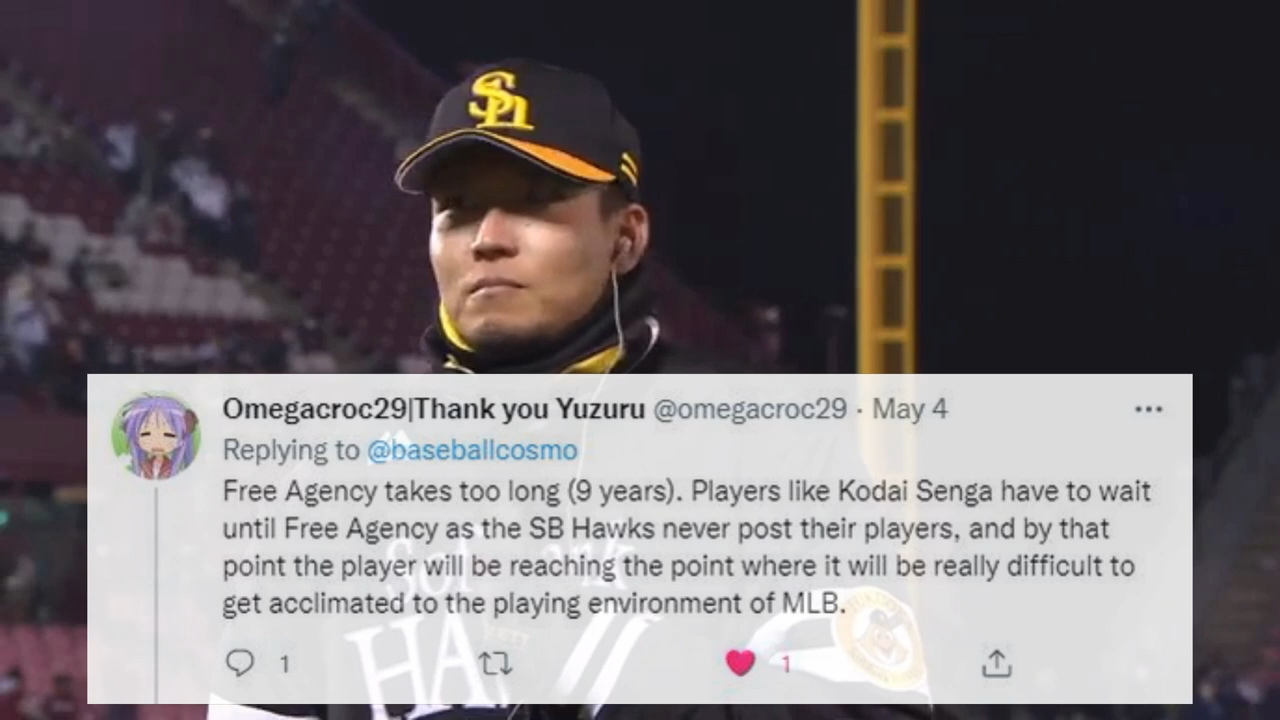 Sh
Omegacroc29|Thank you Yuzuru @omegacroc29 · May 4
Replying to @baseballcosmo
Free Agency takes too long (9 years). Players like Kodai Senga have to wait
until Free Agency as the SB Hawks never post their players, and by that
point the player will be reaching the point where it will be really difficult to
get acclimated to the playing environment of MLB.
1
1
HA